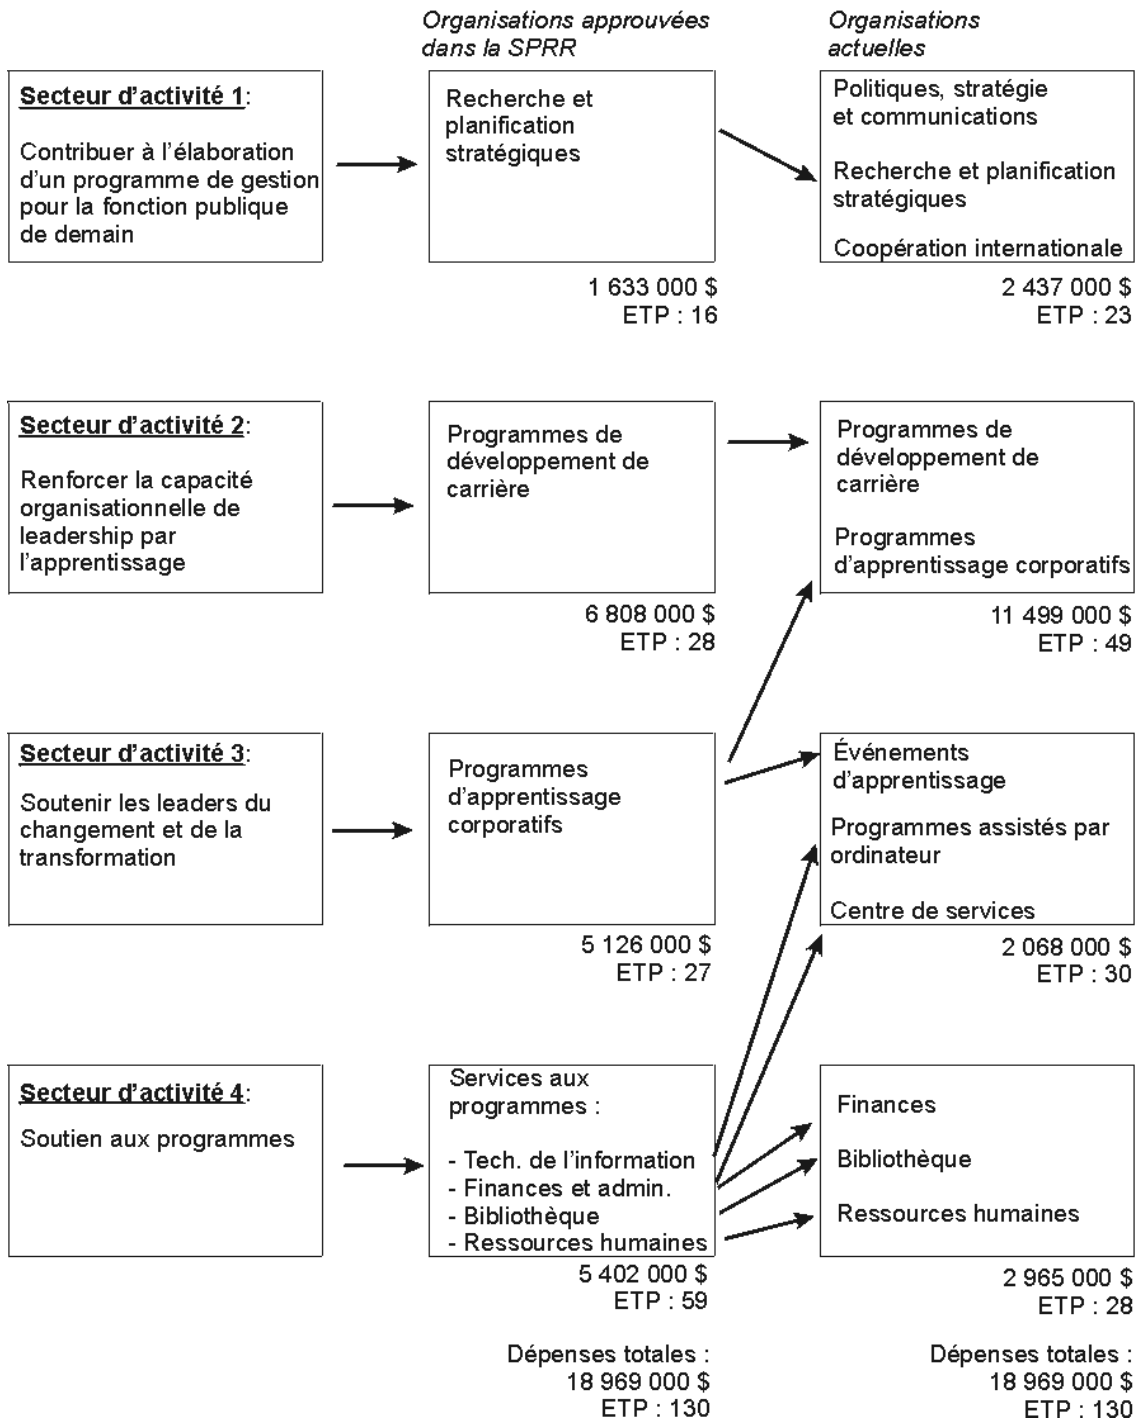 Organisations approuvées
dans la SPRR
Organisations
actuelles
Secteur d'activité 1:
Contribuer à l'élaboration
d'un programme de gestion
pour la fonction publique
de demain
Recherche et
planification
stratégiques
1 633 000 $
ETP : 16
Politiques, stratégie
et communications
Recherche et planification
stratégiques
Coopération internationale
2 437 000 $
ETP : 23
Secteur d'activité 2:
Renforcer la capacité
organisationnelle de
leadership par
l'apprentissage
Programmes de
développement de
carrière
6 808 000 $
ETP : 28
Programmes de
développement de
carrière
Programmes
d'apprentissage corporatifs
11 499 000 $
ETP : 49
Secteur d'activité 3:
Soutenir les leaders du
changement et de la
transformation
Programmes
d'apprentissage
corporatifs
5 126 000 $
ETP : 27
Événements
d'apprentissage
Programmes assistés par
ordinateur
Centre de services
2 068 000 $
ETP : 30
Secteur d'activité 4:
Soutien aux programmes
Services aux
programmes :
- Tech. de l'information
- Finances et admin.
- Bibliothèque
- Ressources humaines
5 402 000 $
ETP : 59
Finances
Bibliothèque
Ressources humaines
2 965 000 $
ETP : 28
Dépenses totales :
18 969 000 $
ETP : 130
Dépenses totales :
18 969 000 $
ETP : 130